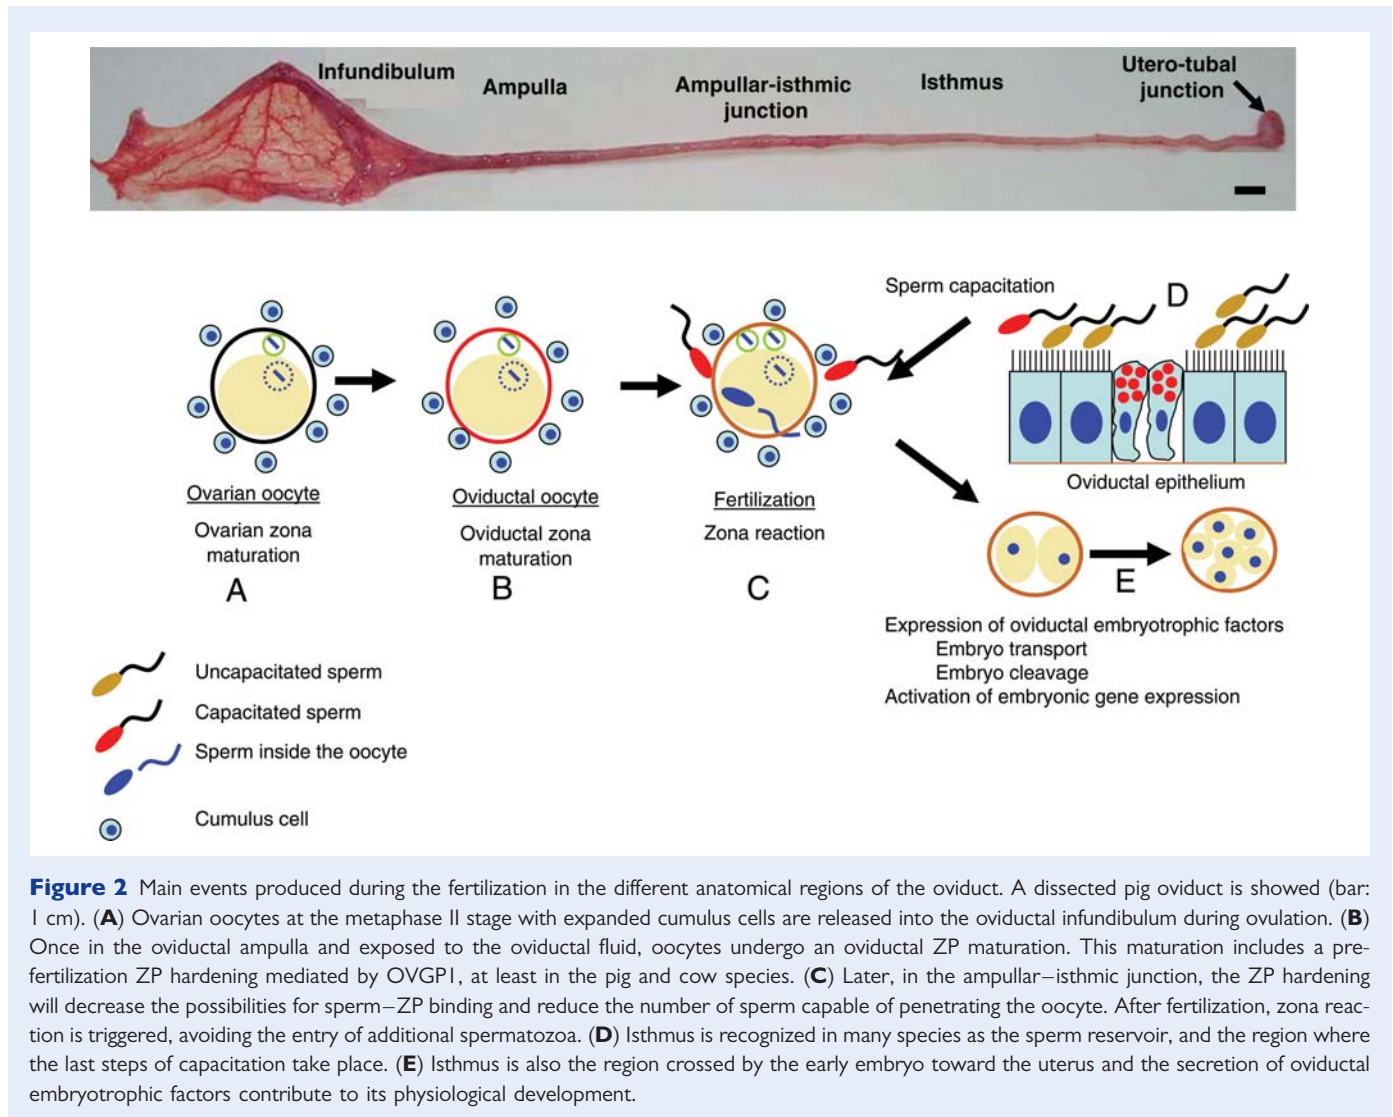 Infundibulum
Ampulla
Ampullar-isthmic
junction
Isthmus
Utero-tubal
junction
Sperm capacitation
D
Oviductal epithelium
Ovarian oocyte
Ovarian zona
maturation
A
Oviductal oocyte
Oviductal zona
maturation
B
Fertilization
Zona reaction
C
E
Expression of oviductal embryotrophic factors
Embryo transport
Embryo cleavage
Activation of embryonic gene expression
Uncapacitated sperm
Capacitated sperm
Sperm inside the oocyte
Cumulus cell
Figure 2 Main events produced during the fertilization in the different anatomical regions of the oviduct. A dissected pig oviduct is showed (bar:
1 cm). (A) Ovarian oocytes at the metaphase II stage with expanded cumulus cells are released into the oviductal infundibulum during ovulation. (B)
Once in the oviductal ampulla and exposed to the oviductal fluid, oocytes undergo an oviductal ZP maturation. This maturation includes a pre-
fertilization ZP hardening mediated by OVGP1, at least in the pig and cow species. (C) Later, in the ampullar–isthmic junction, the ZP hardening
will decrease the possibilities for sperm–ZP binding and reduce the number of sperm capable of penetrating the oocyte. After fertilization, zona reac-
tion is triggered, avoiding the entry of additional spermatozoa. (D) Isthmus is recognized in many species as the sperm reservoir, and the region where
the last steps of capacitation take place. (E) Isthmus is also the region crossed by the early embryo toward the uterus and the secretion of oviductal
embryotrophic factors contribute to its physiological development.